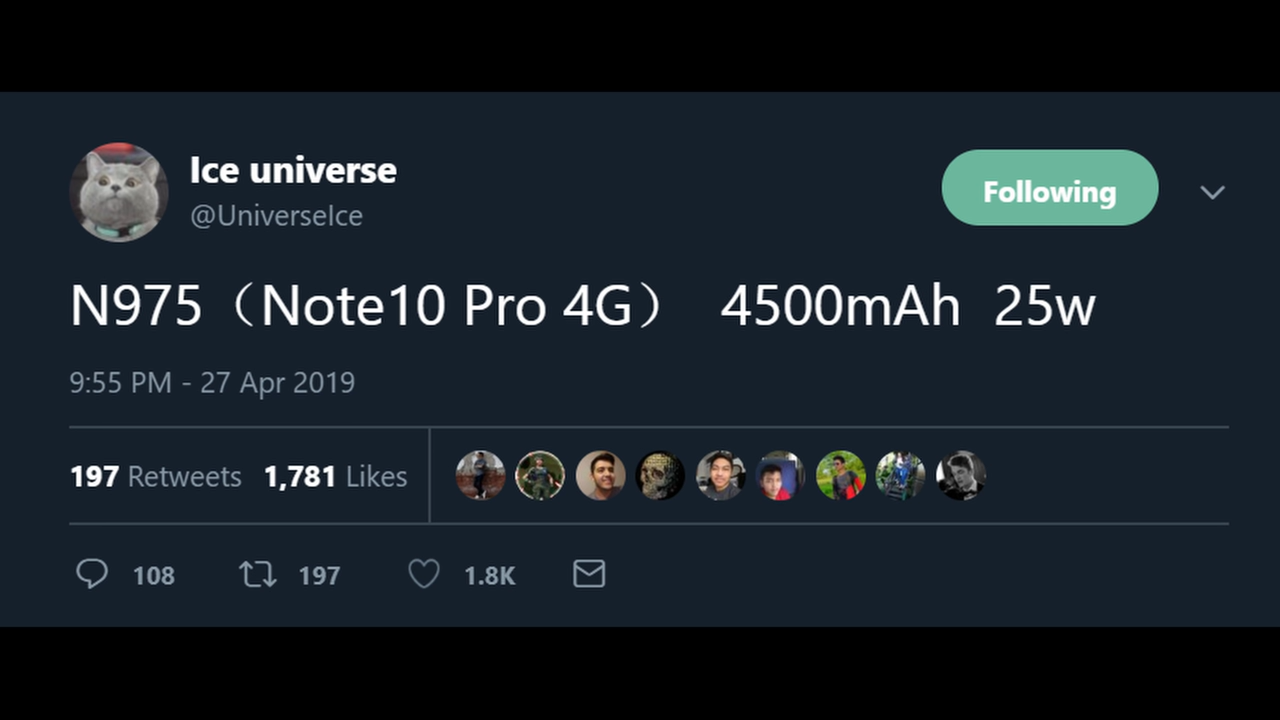 Ice universe
@UniverseIce
Following
N975（Note10 Pro 4G） 4500mAh 25w
9:55 PM - 27 Apr 2019
197 Retweets 1,781 Likes
108 197 1.8K